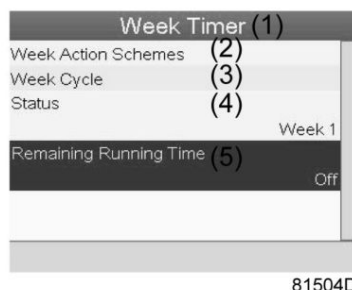 Week Timer (1)
Week Action Schemes (2)
Week Cycle (3)
Status (4)
Week 1
Remaining Running Time (5)
Off
81504D